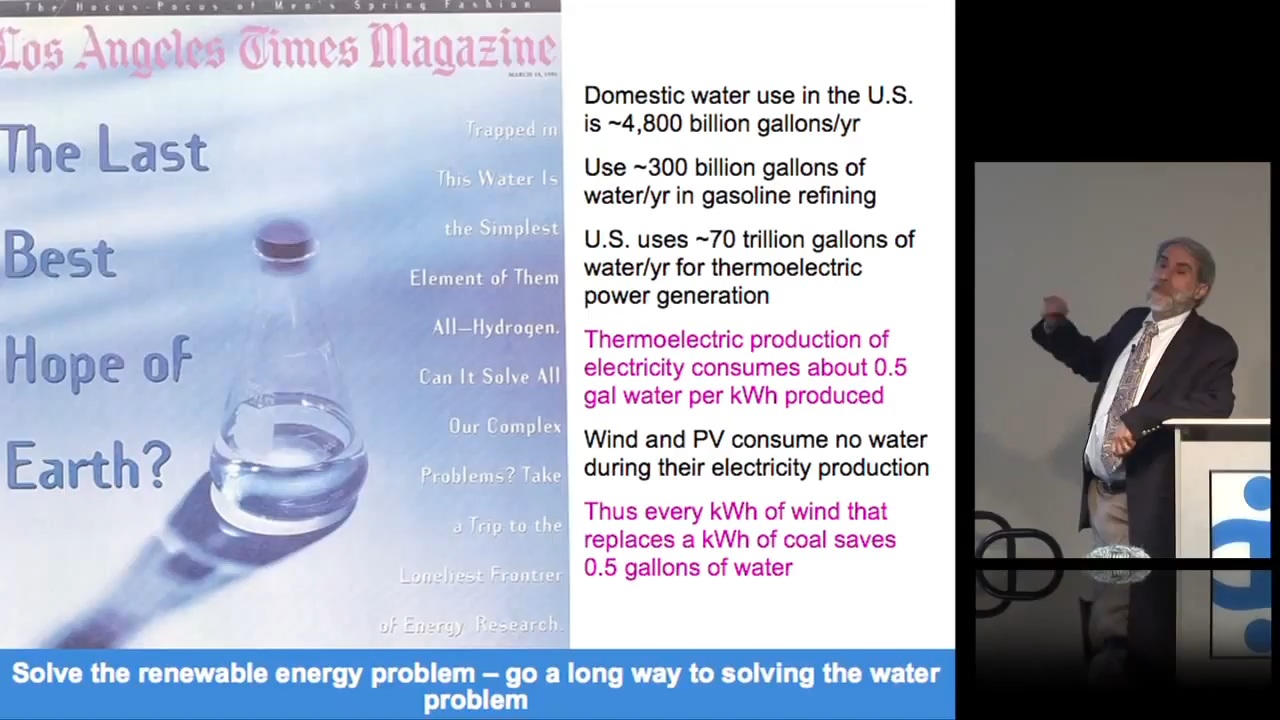 The Hocus-Pocus of Men's Spring Fashion
Los Angeles Times Magazine
MARCH 10, 1996
The Last
Best
Hope of
Earth?
Trapped in
This Water Is
the Simplest
Element of Them
All—Hydrogen.
Can It Solve All
Our Complex
Problems? Take
a Trip to the
Loneliest Frontier
of Energy Research.
Domestic water use in the U.S.
is ~4,800 billion gallons/yr
Use ~300 billion gallons of
water/yr in gasoline refining
U.S. uses ~70 trillion gallons of
water/yr for thermoelectric
power generation
Thermoelectric production of
electricity consumes about 0.5
gal water per kWh produced
Wind and PV consume no water
during their electricity production
Thus every kWh of wind that
replaces a kWh of coal saves
0.5 gallons of water
Solve the renewable energy problem – go a long way to solving the water
problem